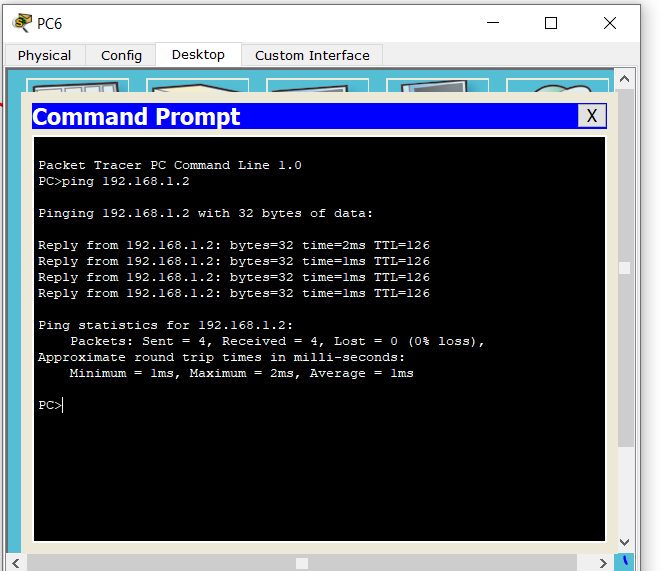 PC6
Physical Config Desktop Custom Interface
Command Prompt X
Packet Tracer PC Command Line 1.0
PC>ping 192.168.1.2
Pinging 192.168.1.2 with 32 bytes of data:
Reply from 192.168.1.2: bytes=32 time=2ms TTL=126
Reply from 192.168.1.2: bytes=32 time=1ms TTL=126
Reply from 192.168.1.2: bytes=32 time=1ms TTL=126
Reply from 192.168.1.2: bytes=32 time=1ms TTL=126
Ping statistics for 192.168.1.2:
Packets: Sent = 4, Received = 4, Lost = 0 (0% loss),
Approximate round trip times in milli-seconds:
Minimum = 1ms, Maximum = 2ms, Average = 1ms
PC>